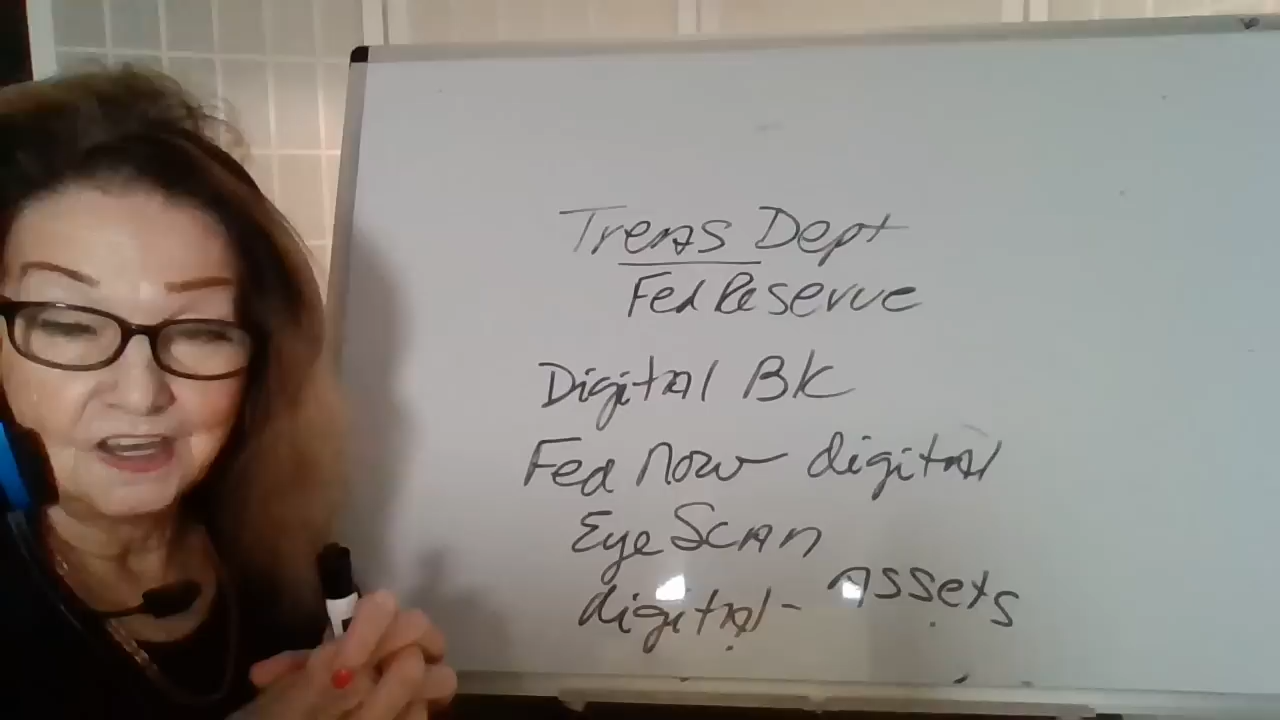 Treas Dept
Fed Reserve
Digital BK
Fed now digital
Eye Scan
digital - Assets